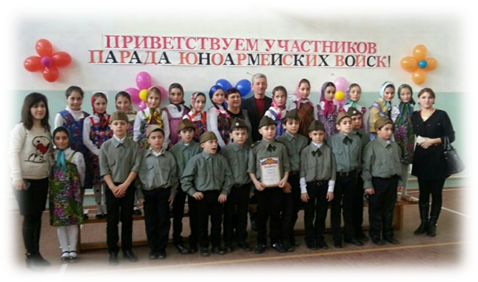 ПРИВЕТСТВУЕМ УЧАСТНИКОВ
ПАРАДА ЮНОАРМЕЙСКИХ ВОЙСК!